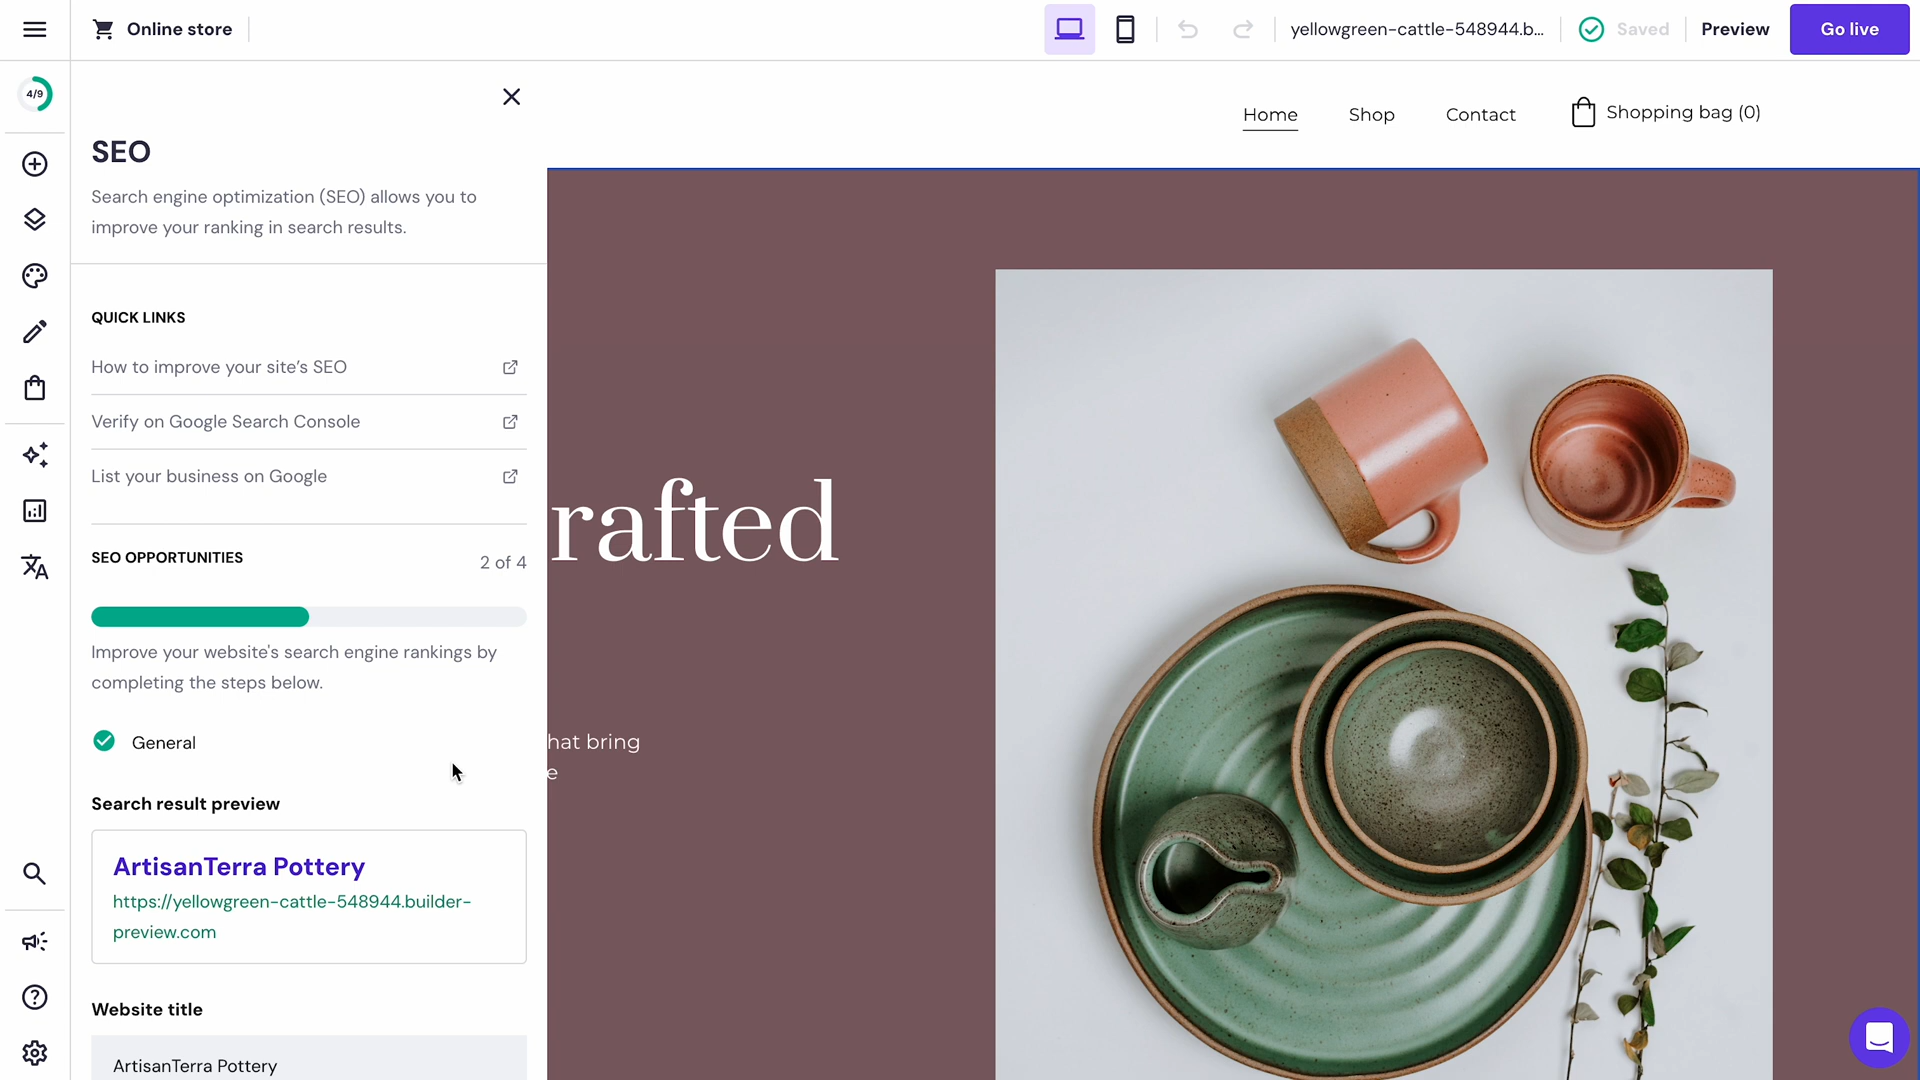 Online store
yellowgreen-cattle-548944.b...
Saved
Preview
Go live
4/9
SEO
Search engine optimization (SEO) allows you to
improve your ranking in search results.
QUICK LINKS
How to improve your site’s SEO
Verify on Google Search Console
List your business on Google
SEO OPPORTUNITIES
2 of 4
Improve your website's search engine rankings by
completing the steps below.
General
Search result preview
ArtisanTerra Pottery
https://yellowgreen-cattle-548944.builder-
preview.com
Website title
ArtisanTerra Pottery
Home
Shop
Contact
Shopping bag (0)
rafted
hat bring
e